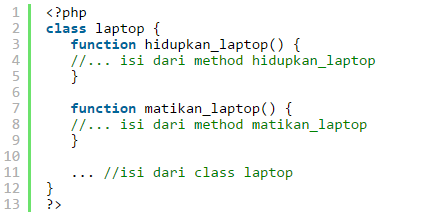 1 <?php
2 class laptop {
3    function hidupkan_laptop() {
4    //... isi dari method hidupkan_laptop
5    }
6
7    function matikan_laptop() {
8    //... isi dari method matikan_laptop
9    }
10
11    ... //isi dari class laptop
12 }
13 ?>